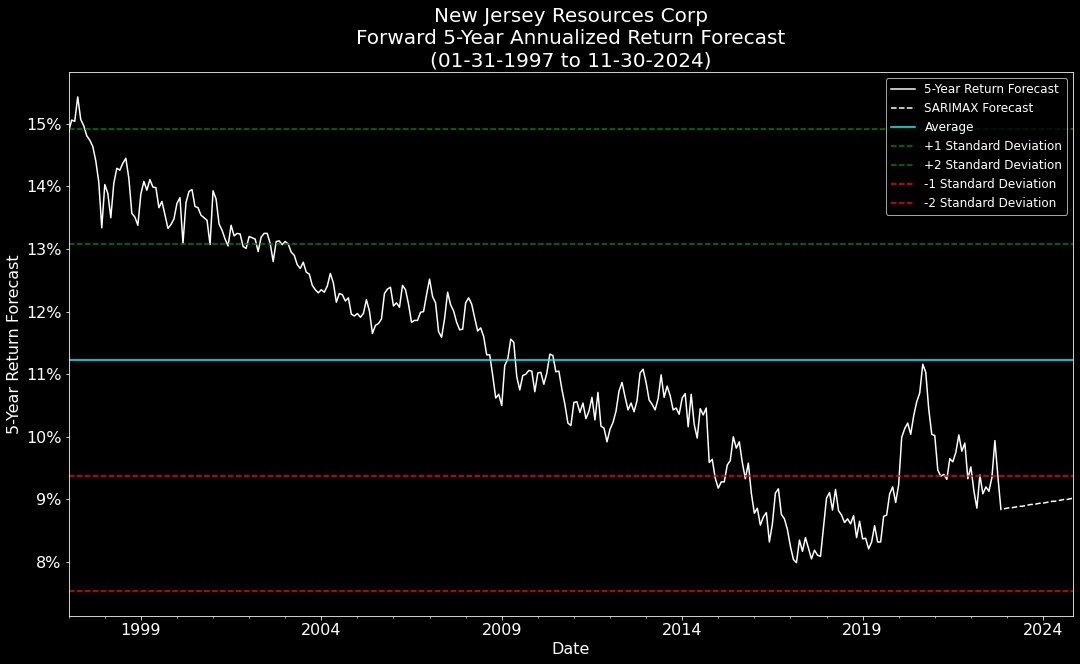 New Jersey Resources Corp
Forward 5-Year Annualized Return Forecast
(01-31-1997 to 11-30-2024)
5-Year Return Forecast
SARIMAX Forecast
Average
+1 Standard Deviation
+2 Standard Deviation
-1 Standard Deviation
-2 Standard Deviation
5-Year Return Forecast
15%
14%
13%
12%
11%
10%
9%
8%
1999 2004 2009 2014 2019 2024
Date